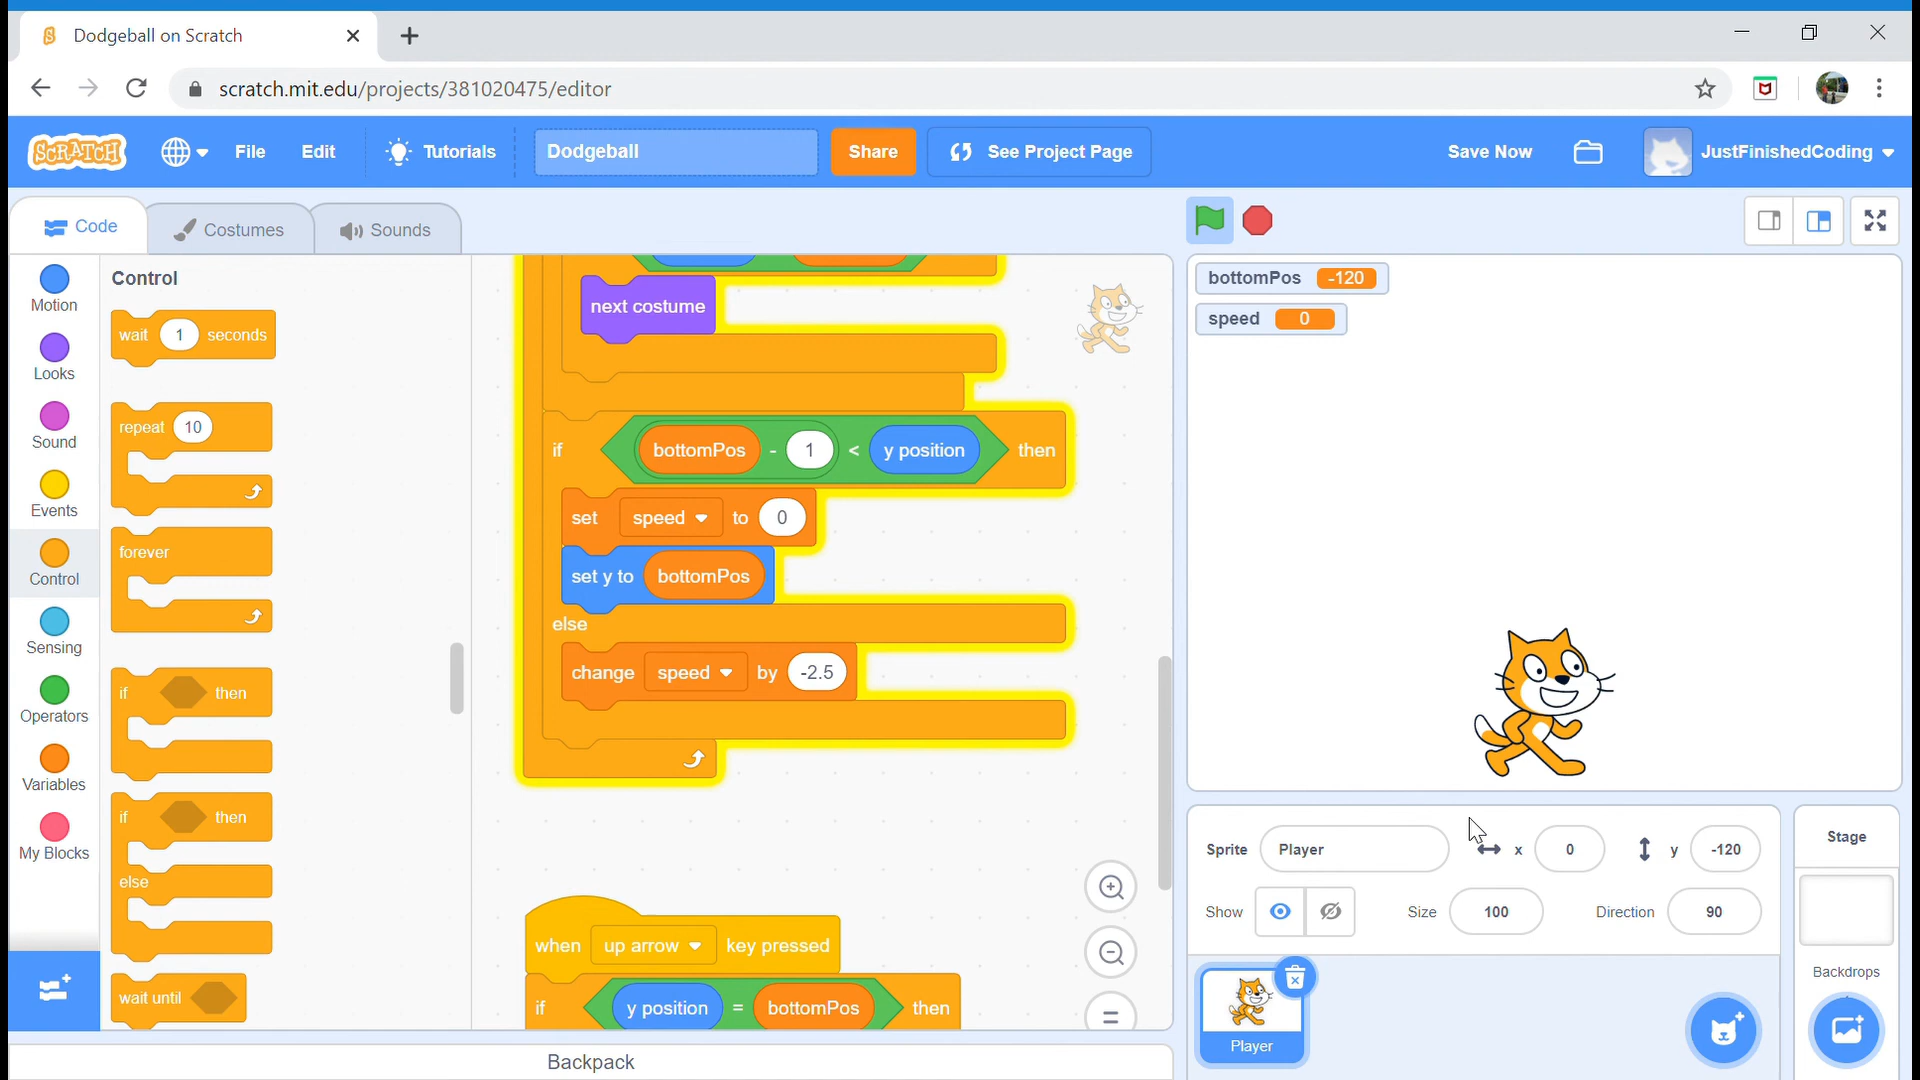 Dodgeball on Scratch
scratch.mit.edu/projects/381020475/editor
SCRATCH File Edit Tutorials Dodgeball Share See Project Page Save Now JustFinishedCoding
Code Costumes Sounds
Motion
Looks
Sound
Events
Control
Sensing
Operators
Variables
My Blocks
Control
wait 1 seconds
repeat 10
forever
if then
if then
else
wait until
next costume
if bottomPos - 1 < y position then
set speed to 0
set y to bottomPos
else
change speed by -2.5
when up arrow key pressed
if y position = bottomPos then
Backpack
bottomPos -120
speed 0
Sprite Player x 0 y -120
Show Size 100 Direction 90
Player
Stage
Backdrops